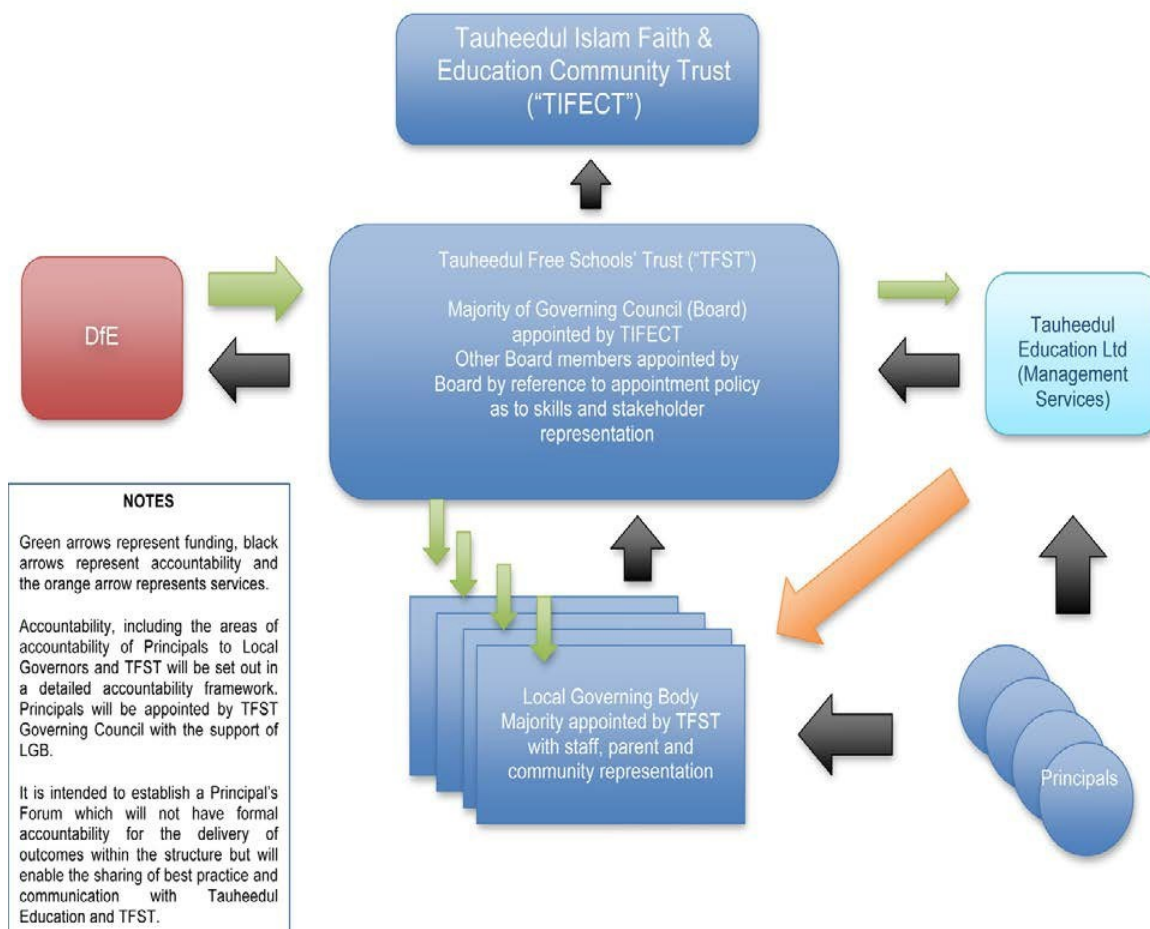 Tauheedul Islam Faith &
Education Community Trust
(“TIFECT”)
DfE
Tauheedul Free Schools’ Trust (“TFST”)
Majority of Governing Council (Board)
appointed by TIFECT
Other Board members appointed by
Board by reference to appointment policy
as to skills and stakeholder
representation
Tauheedul
Education Ltd
(Management
Services)
NOTES
Green arrows represent funding, black
arrows represent accountability and
the orange arrow represents services.
Accountability, including the areas of
accountability of Principals to Local
Governors and TFST will be set out in
a detailed accountability framework.
Principals will be appointed by TFST
Governing Council with the support of
LGB.
It is intended to establish a Principal’s
Forum which will not have formal
accountability for the delivery of
outcomes within the structure but will
enable the sharing of best practice and
communication with Tauheedul
Education and TFST.
Local Governing Body
Majority appointed by TFST
with staff, parent and
community representation
Principals